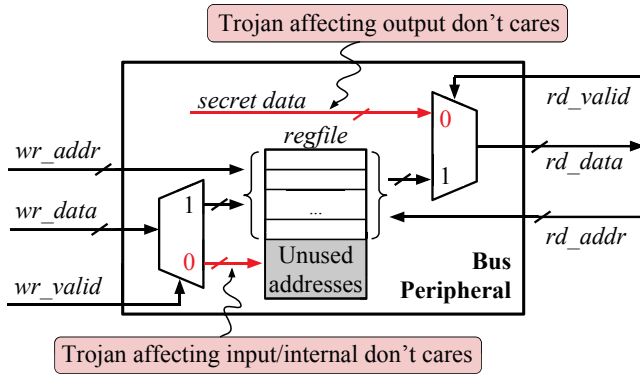 Trojan affecting output don't cares
secret data
0
rd_valid
regfile
wr_addr
rd_data
1
1
wr_data
...
rd_addr
0
Unused
addresses
Bus
Peripheral
wr_valid
Trojan affecting input/internal don't cares